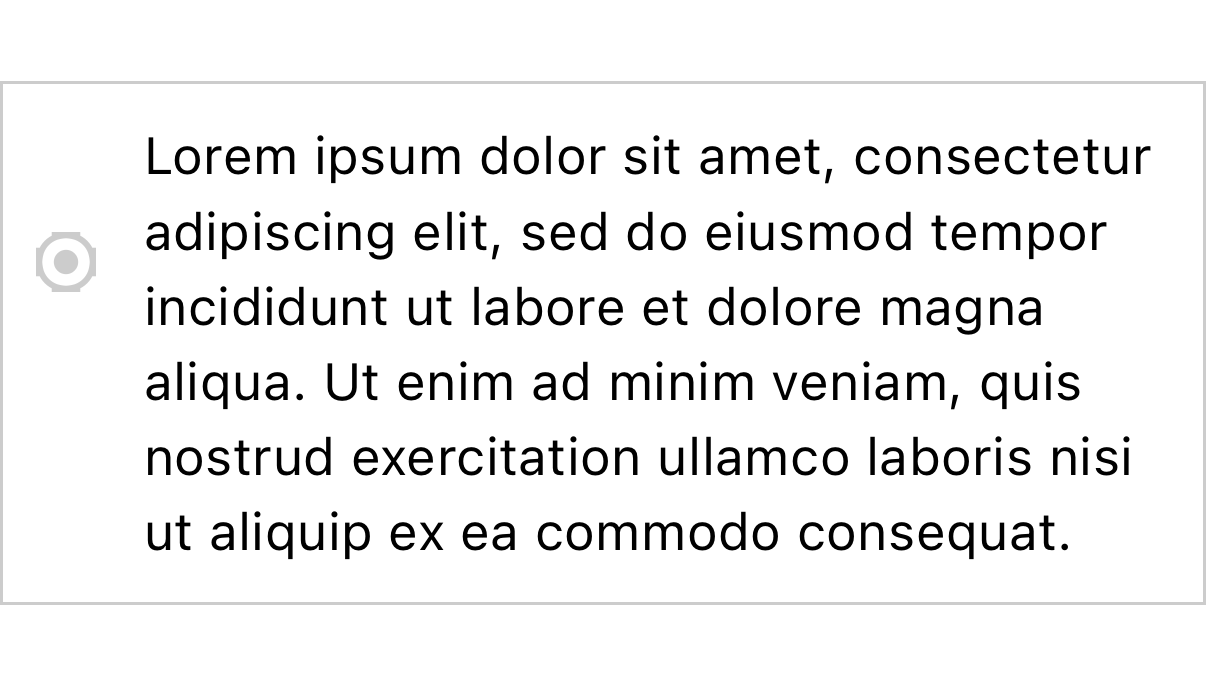 Lorem ipsum dolor sit amet, consectetur
adipiscing elit, sed do eiusmod tempor
incididunt ut labore et dolore magna
aliqua. Ut enim ad minim veniam, quis
nostrud exercitation ullamco laboris nisi
ut aliquip ex ea commodo consequat.